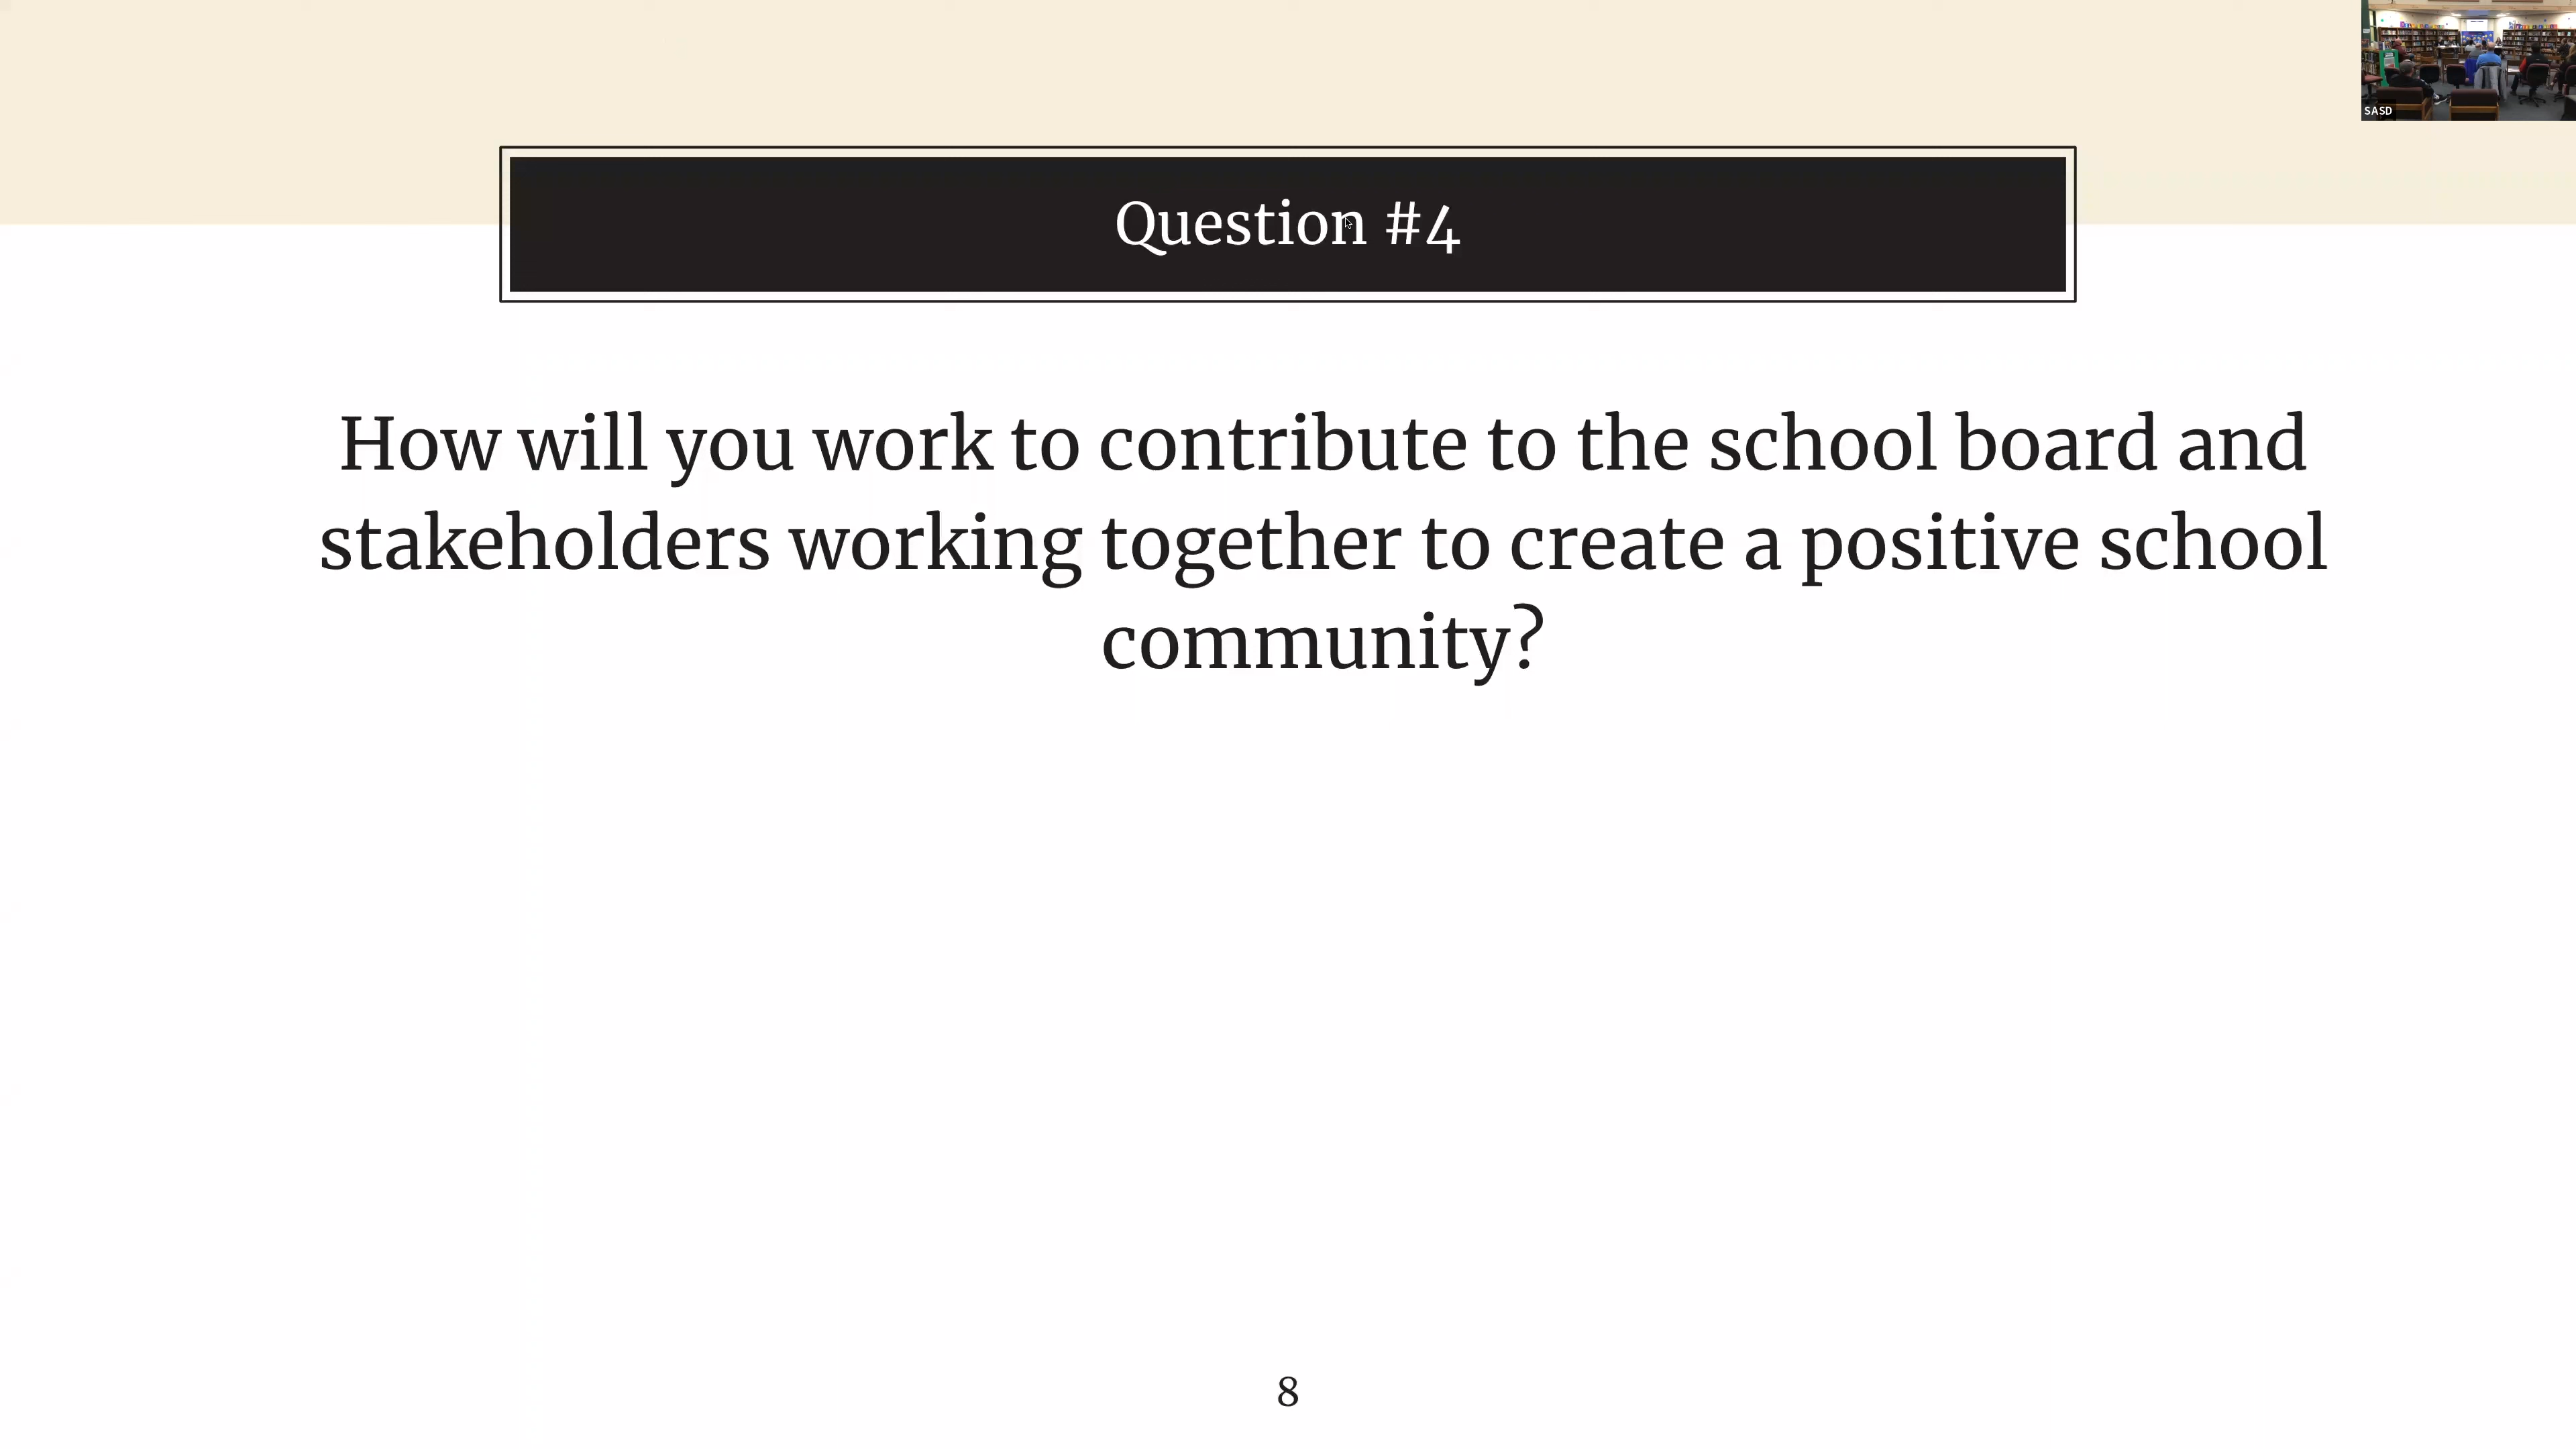 SASD
Question #4
How will you work to contribute to the school board and
stakeholders working together to create a positive school
community?
8